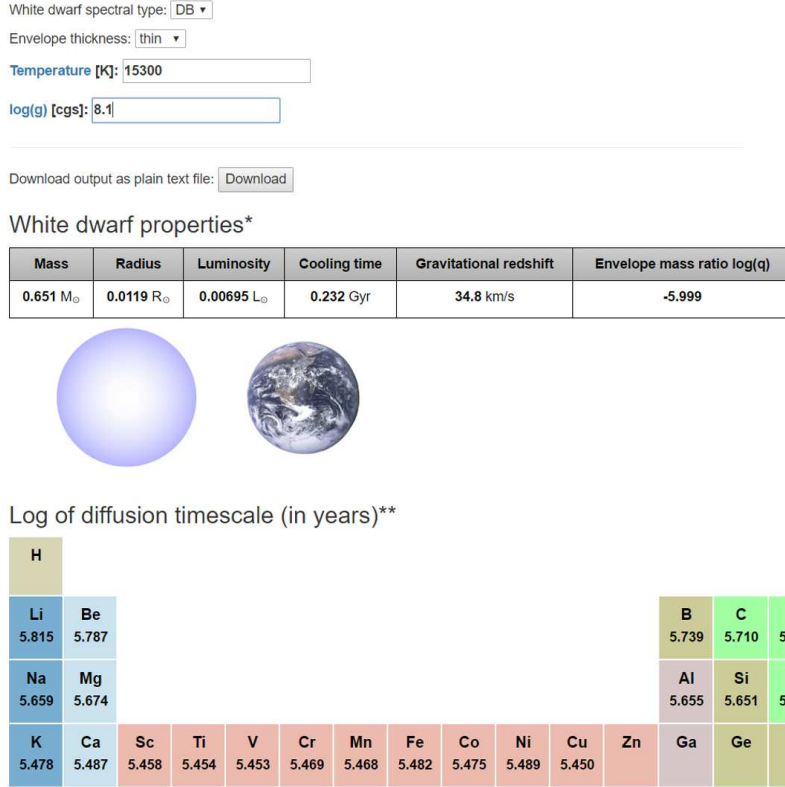 White dwarf spectral type: DB
Envelope thickness: thin
Temperature [K]: 15300
log(g) [cgs]: 8.1
Download output as plain text file: Download
White dwarf properties*
Mass Radius Luminosity Cooling time Gravitational redshift Envelope mass ratio log(q)
0.651 M☉ 0.0119 R☉ 0.00695 L☉ 0.232 Gyr 34.8 km/s -5.999
Log of diffusion timescale (in years)**
H
Li Be B C
5.815 5.787 5.739 5.710 5
Na Mg Al Si
5.659 5.674 5.655 5.651 5
K Ca Sc Ti V Cr Mn Fe Co Ni Cu Zn Ga Ge
5.478 5.487 5.458 5.454 5.453 5.469 5.468 5.482 5.475 5.489 5.450